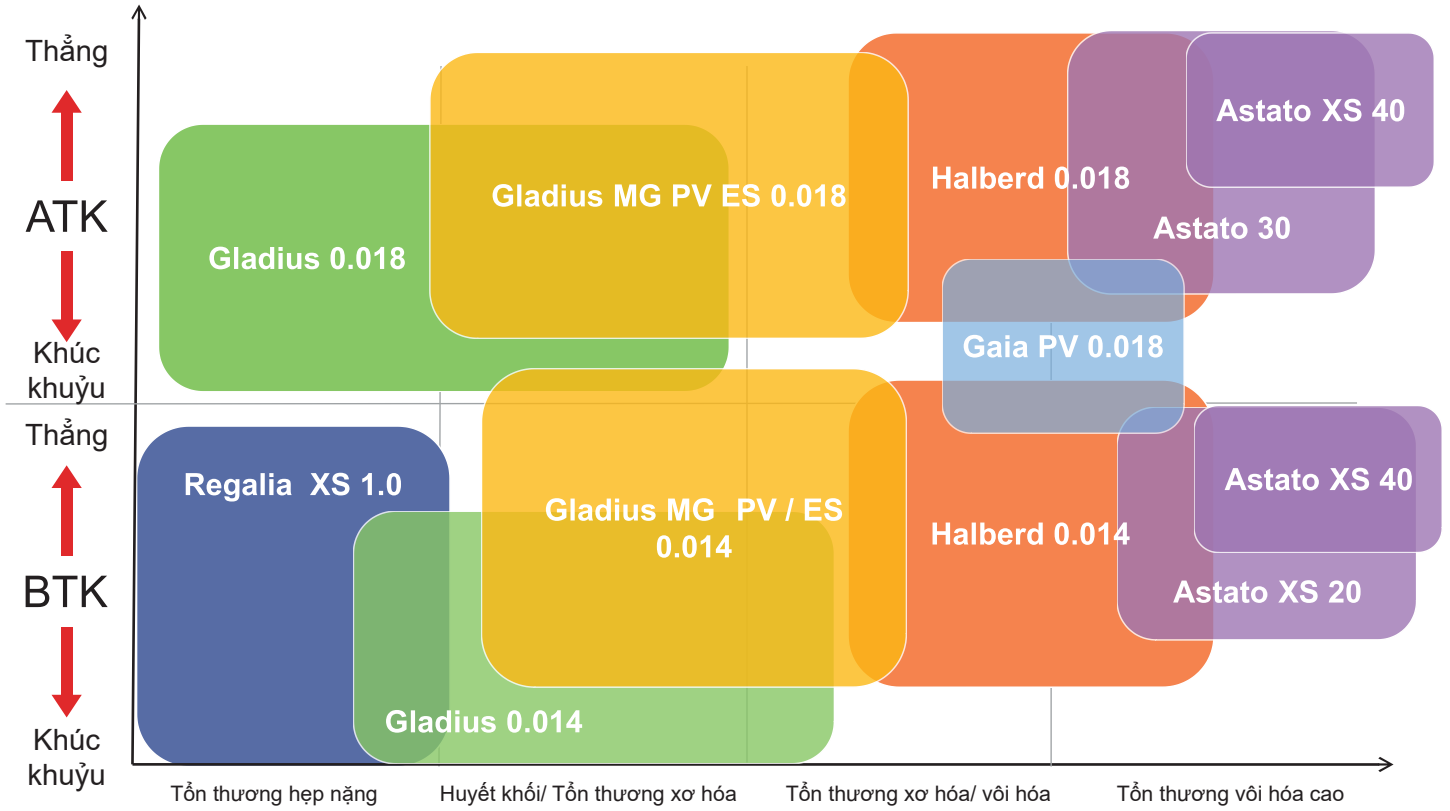 Thẳng
ATK
Khúc
khuỷu
Thẳng
BTK
Khúc
khuỷu
Gladius 0.018
Gladius MG PV ES 0.018
Halberd 0.018
Astato XS 40
Astato 30
Gaia PV 0.018
Regalia XS 1.0
Gladius 0.014
Gladius MG PV / ES
0.014
Halberd 0.014
Astato XS 40
Astato XS 20
Tổn thương hẹp nặng
Huyết khối/ Tổn thương xơ hóa
Tổn thương xơ hóa/ vôi hóa
Tổn thương vôi hóa cao